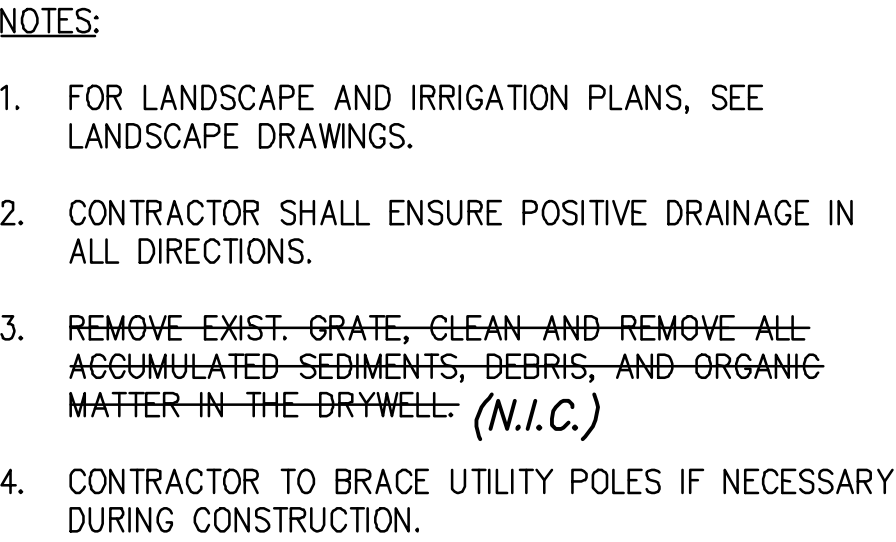 NOTES:
1. FOR LANDSCAPE AND IRRIGATION PLANS, SEE
LANDSCAPE DRAWINGS.
2. CONTRACTOR SHALL ENSURE POSITIVE DRAINAGE IN
ALL DIRECTIONS.
3. REMOVE EXIST. GRATE, CLEAN AND REMOVE ALL
ACCUMULATED SEDIMENTS, DEBRIS, AND ORGANIC
MATTER IN THE DRYWELL. (N.I.C.)
4. CONTRACTOR TO BRACE UTILITY POLES IF NECESSARY
DURING CONSTRUCTION.